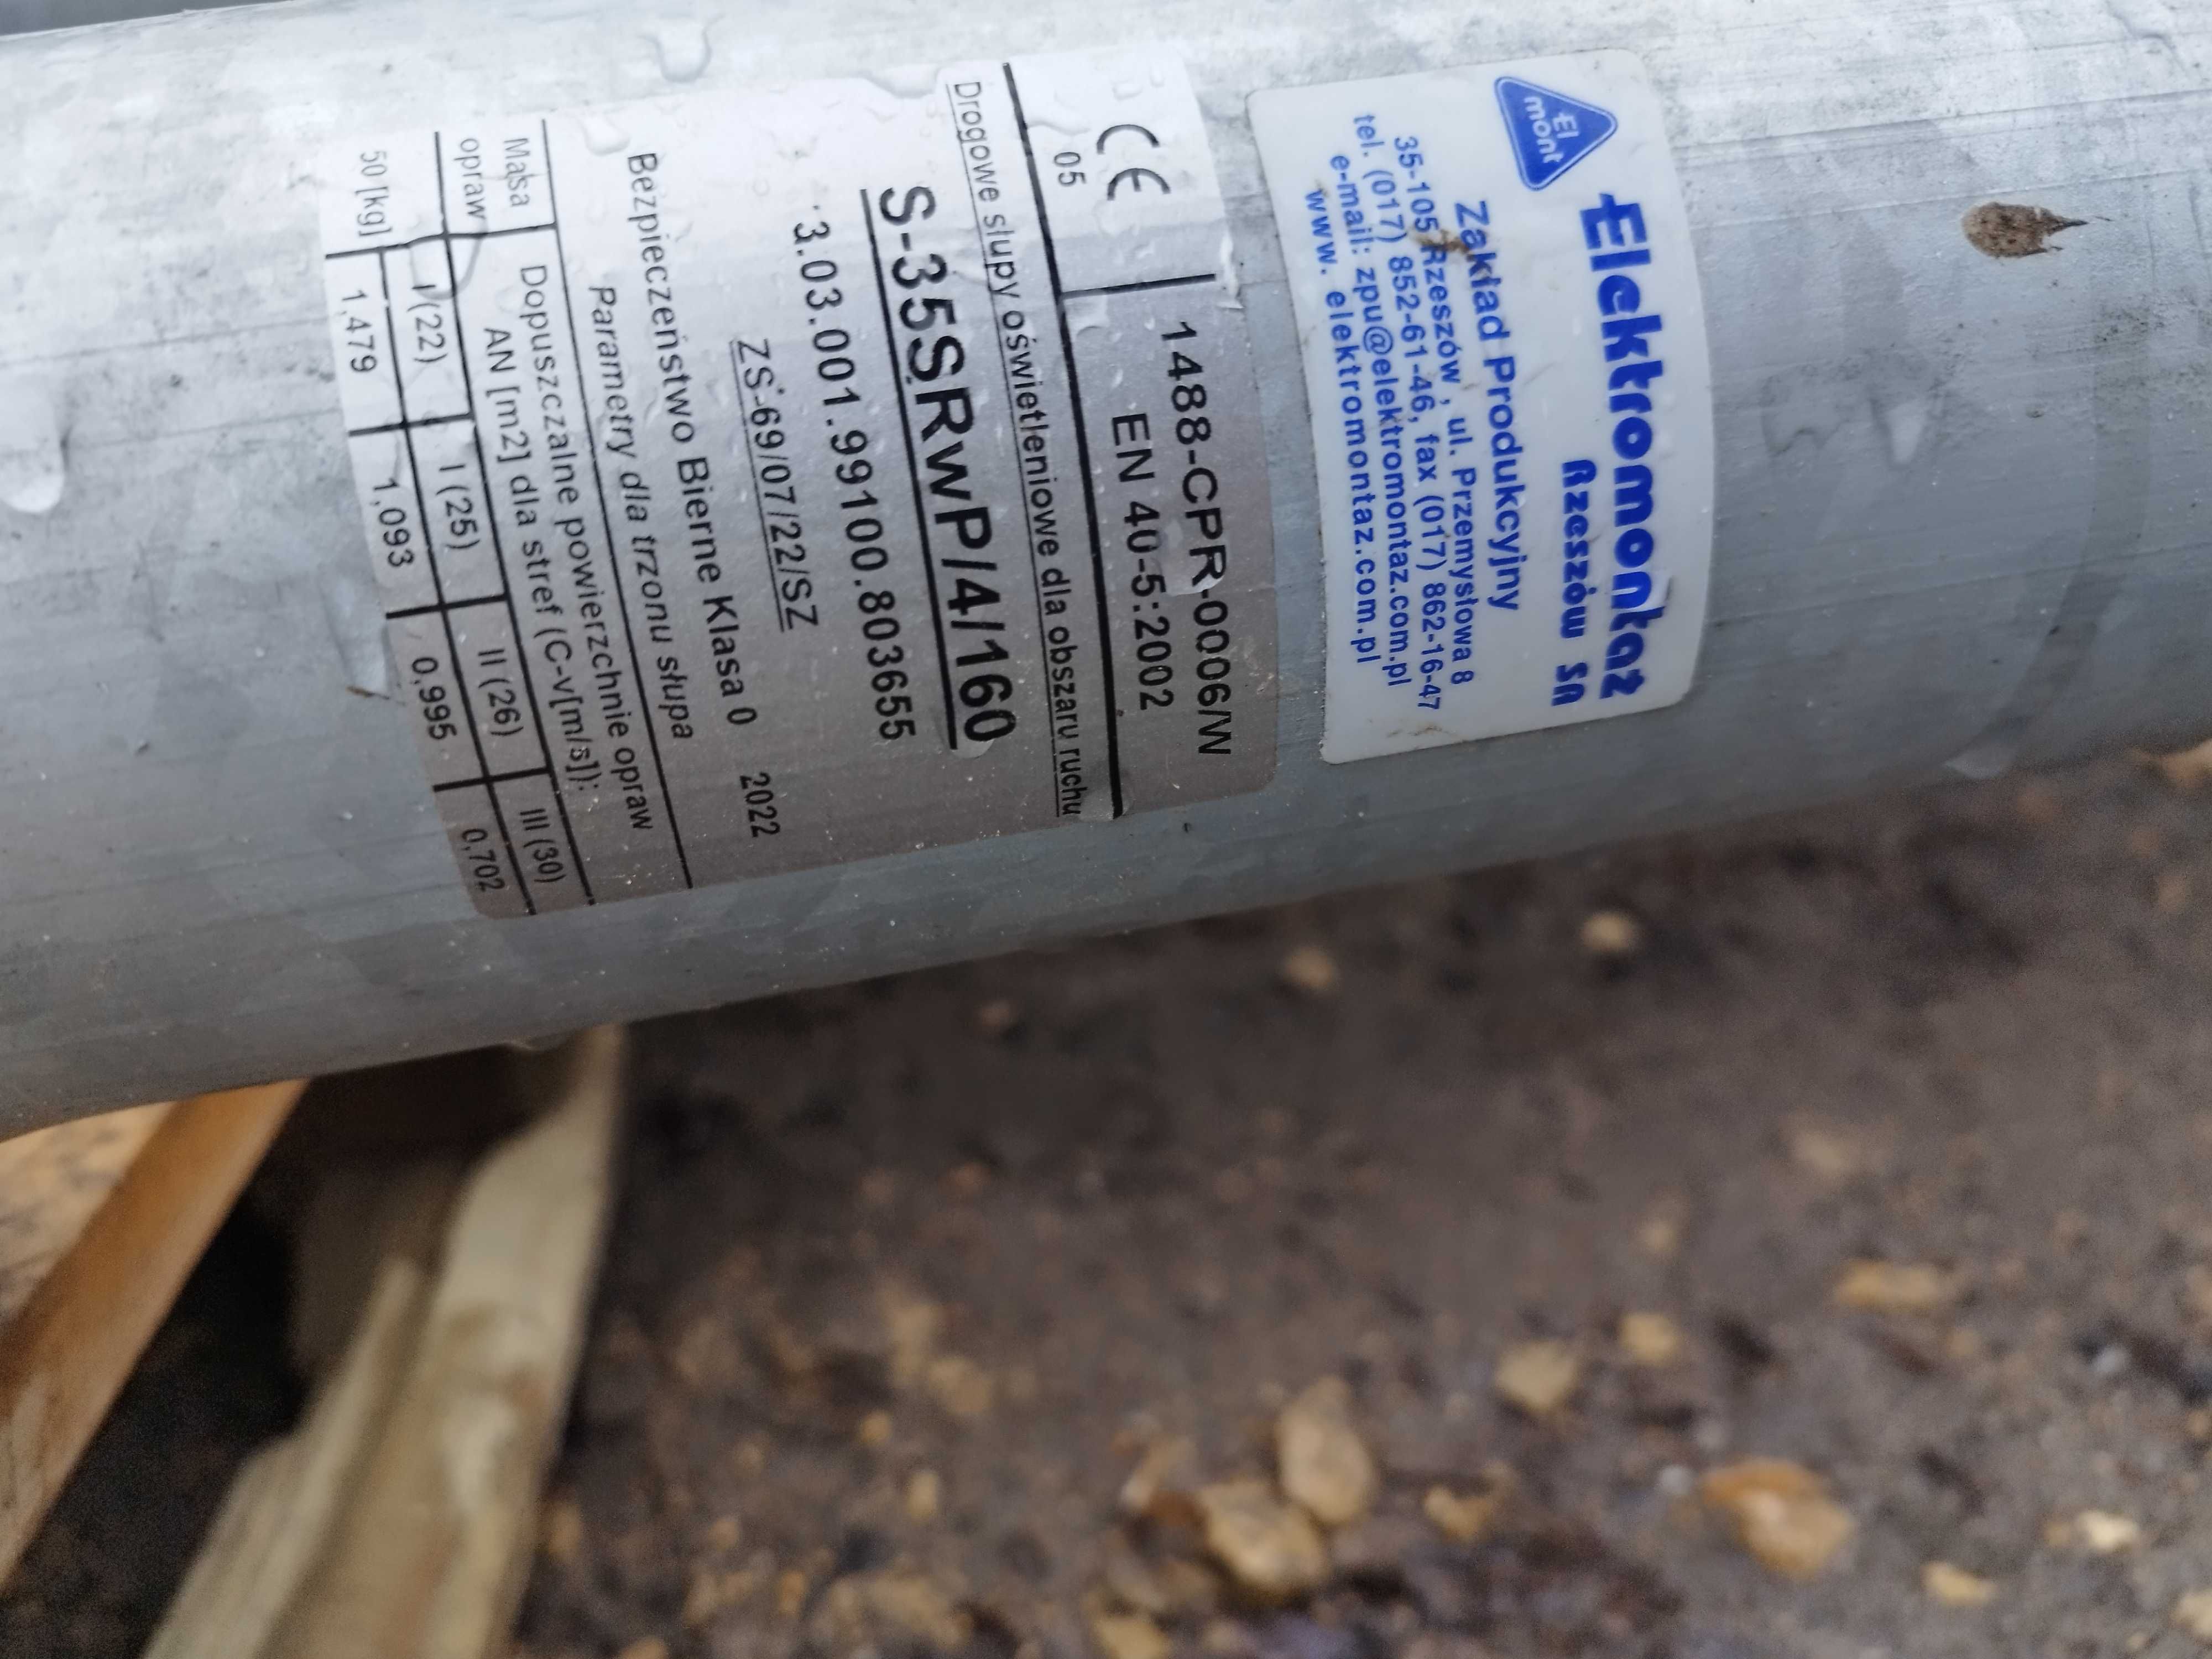 El
mont
Elektromontaż
Rzeszów SA
Zakład Produkcyjny
35-105 Rzeszów, ul. Przemysłowa 8
tel. (017) 852-61-46, fax (017) 862-16-47
e-mail: zpu@elektromontaz.com.pl
www. elektromontaz.com.pl
CE
05
1488-CPR-0006/W
EN 40-5:2002
Drogowe słupy oświetleniowe dla obszaru ruchu
S-35SRwP/4/160
3.03.001.99100.803655
ZS-69/07/22/SZ
2022
Bezpieczeństwo Bierne Klasa 0
Parametry dla trzonu słupa
Masa
opraw
Dopuszczalne powierzchnie opraw
AN [m2] dla stref (C-v[m/s]):
I (22) I (25) II (26) III (30)
50 [kg] 1,479 1,093 0,995 0,702